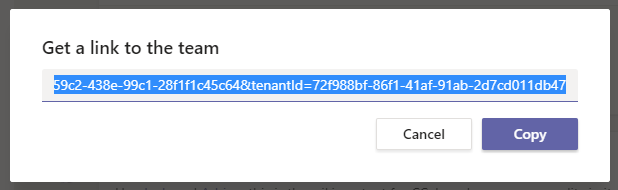 Get a link to the team
59c2-438e-99c1-28f1f1c45c64&tenantId=72f988bf-86f1-41af-91ab-2d7cd011db47
Cancel
Copy